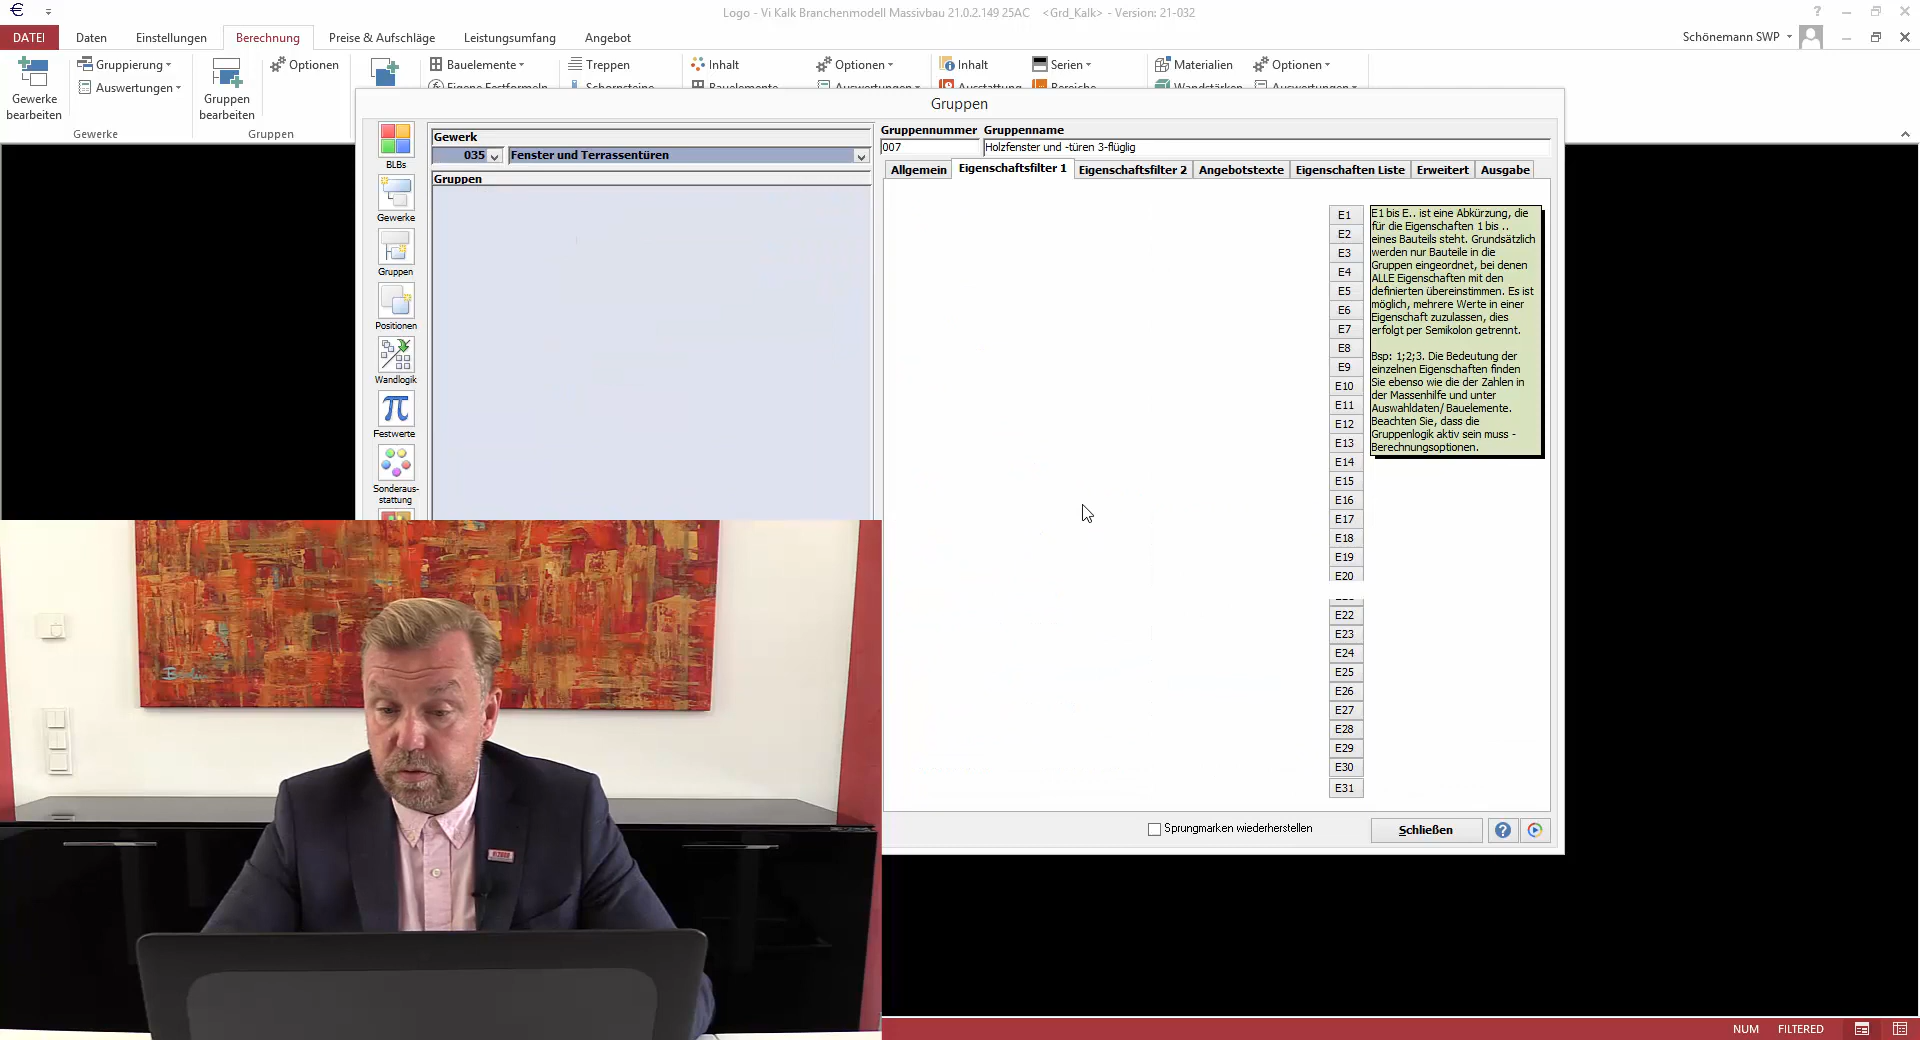 Logo - Vi Kalk Branchenmodell Massivbau 21.0.2.149 25AC <Grd_Kalk> - Version: 21-032
DATEI
Daten
Einstellungen
Berechnung
Preise & Aufschläge
Leistungsumfang
Angebot
Schönemann SWP
Gewerke bearbeiten
Gruppierung
Auswertungen
Gewerke
Gruppen bearbeiten
Optionen
Gruppen
Bauelemente
Eigene Festformeln
Treppen
Schornsteine
Inhalt
Bauelemente
Optionen
Auswertungen
Inhalt
Ausstattung
Serien
Bereiche
Materialien
Wandstärken
Optionen
Auswertungen
Gruppen
BLBs
Gewerke
Gruppen
Positionen
Wandlogik
π
Festwerte
Sonderaus-
stattung
Gewerk
035
Fenster und Terrassentüren
Gruppen
Gruppennummer
Gruppenname
007
Holzfenster und -türen 3-flüglig
Allgemein
Eigenschaftsfilter 1
Eigenschaftsfilter 2
Angebotstexte
Eigenschaften Liste
Erweitert
Ausgabe
E1
E2
E3
E4
E5
E6
E7
E8
E9
E10
E11
E12
E13
E14
E15
E16
E17
E18
E19
E20
E22
E23
E24
E25
E26
E27
E28
E29
E30
E31
E1 bis E.. ist eine Abkürzung, die
für die Eigenschaften 1 bis ..
eines Bauteils steht. Grundsätzlich
werden nur Bauteile in die
Gruppen eingeordnet, bei denen
ALLE Eigenschaften mit den
definierten übereinstimmen. Es ist
möglich, mehrere Werte in einer
Eigenschaft zuzulassen, dies
erfolgt per Semikolon getrennt.
Bsp: 1;2;3. Die Bedeutung der
einzelnen Eigenschaften finden
Sie ebenso wie die der Zahlen in
der Massenhilfe und unter
Auswahldaten/ Bauelemente.
Beachten Sie, dass die
Gruppenlogik aktiv sein muss -
Berechnungsoptionen.
Sprungmarken wiederherstellen
Schließen
NUM
FILTERED